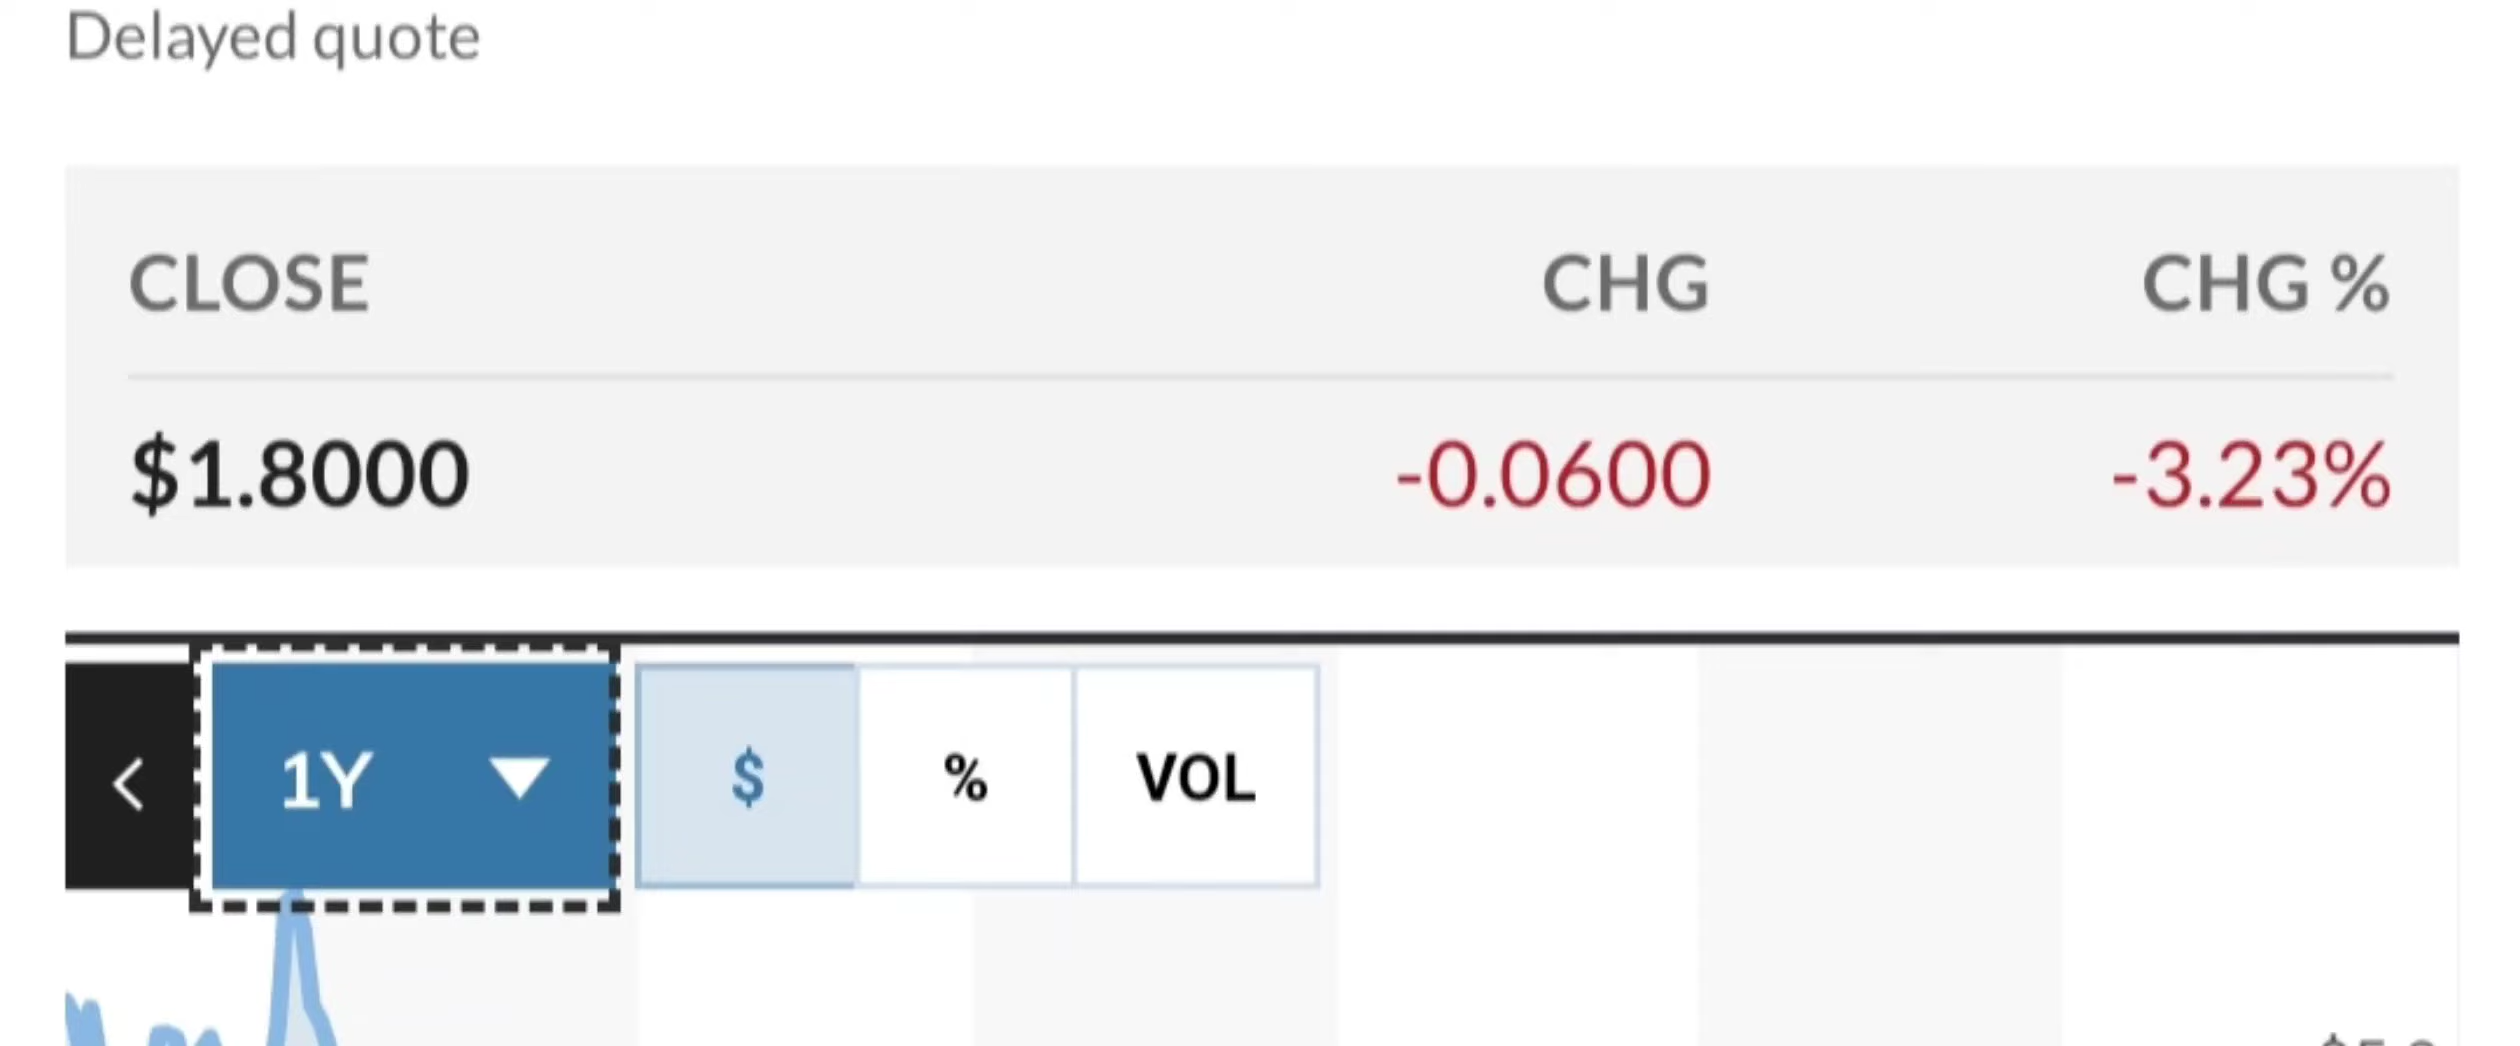 Delayed quote
CLOSE CHG CHG %
$1.8000 -0.0600 -3.23%
1Y $ % VOL